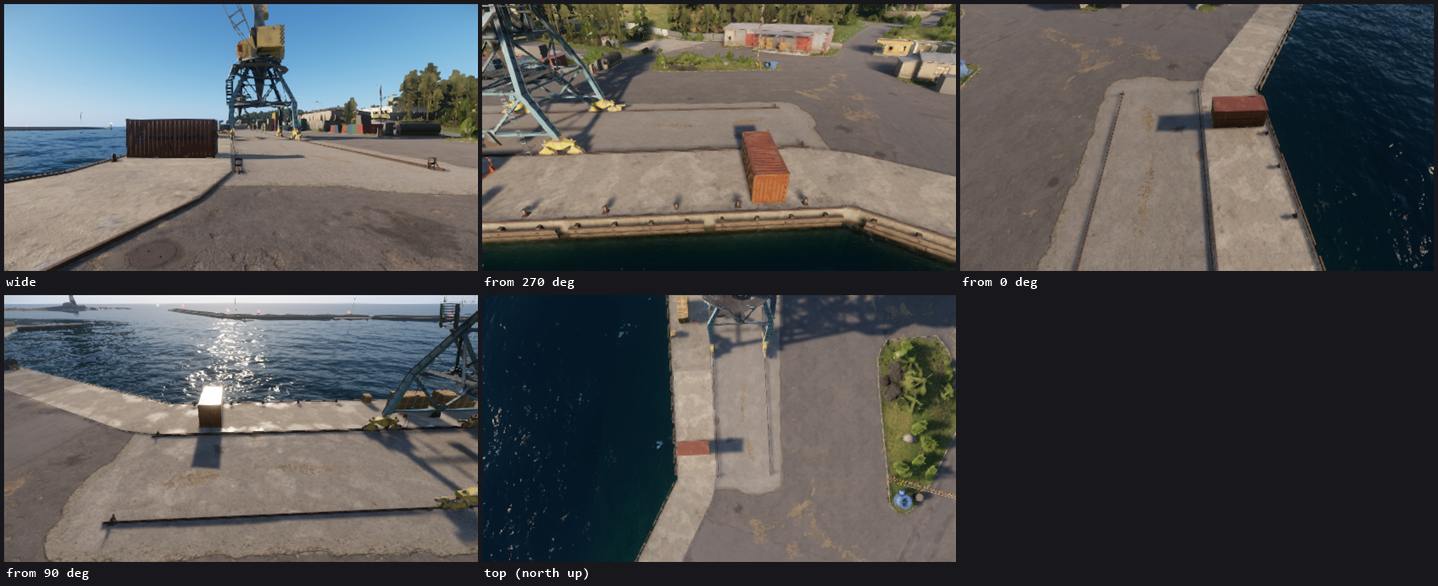 wide
from 270 deg
from 0 deg
from 90 deg
top (north up)